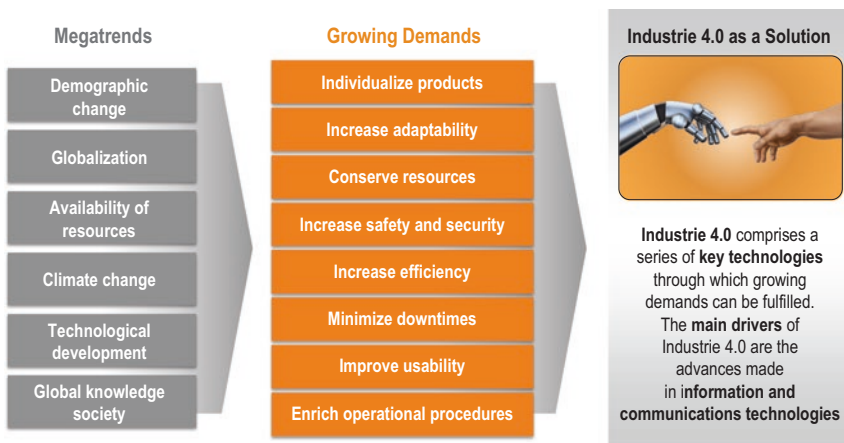 Megatrends
Demographic
change
Globalization
Availability of
resources
Climate change
Technological
development
Global knowledge
society
Growing Demands
Individualize products
Increase adaptability
Conserve resources
Increase safety and security
Increase efficiency
Minimize downtimes
Improve usability
Enrich operational procedures
Industrie 4.0 as a Solution
Industrie 4.0 comprises a
series of key technologies
through which growing
demands can be fulfilled.
The main drivers of
Industrie 4.0 are the
advances made
in information and
communications technologies